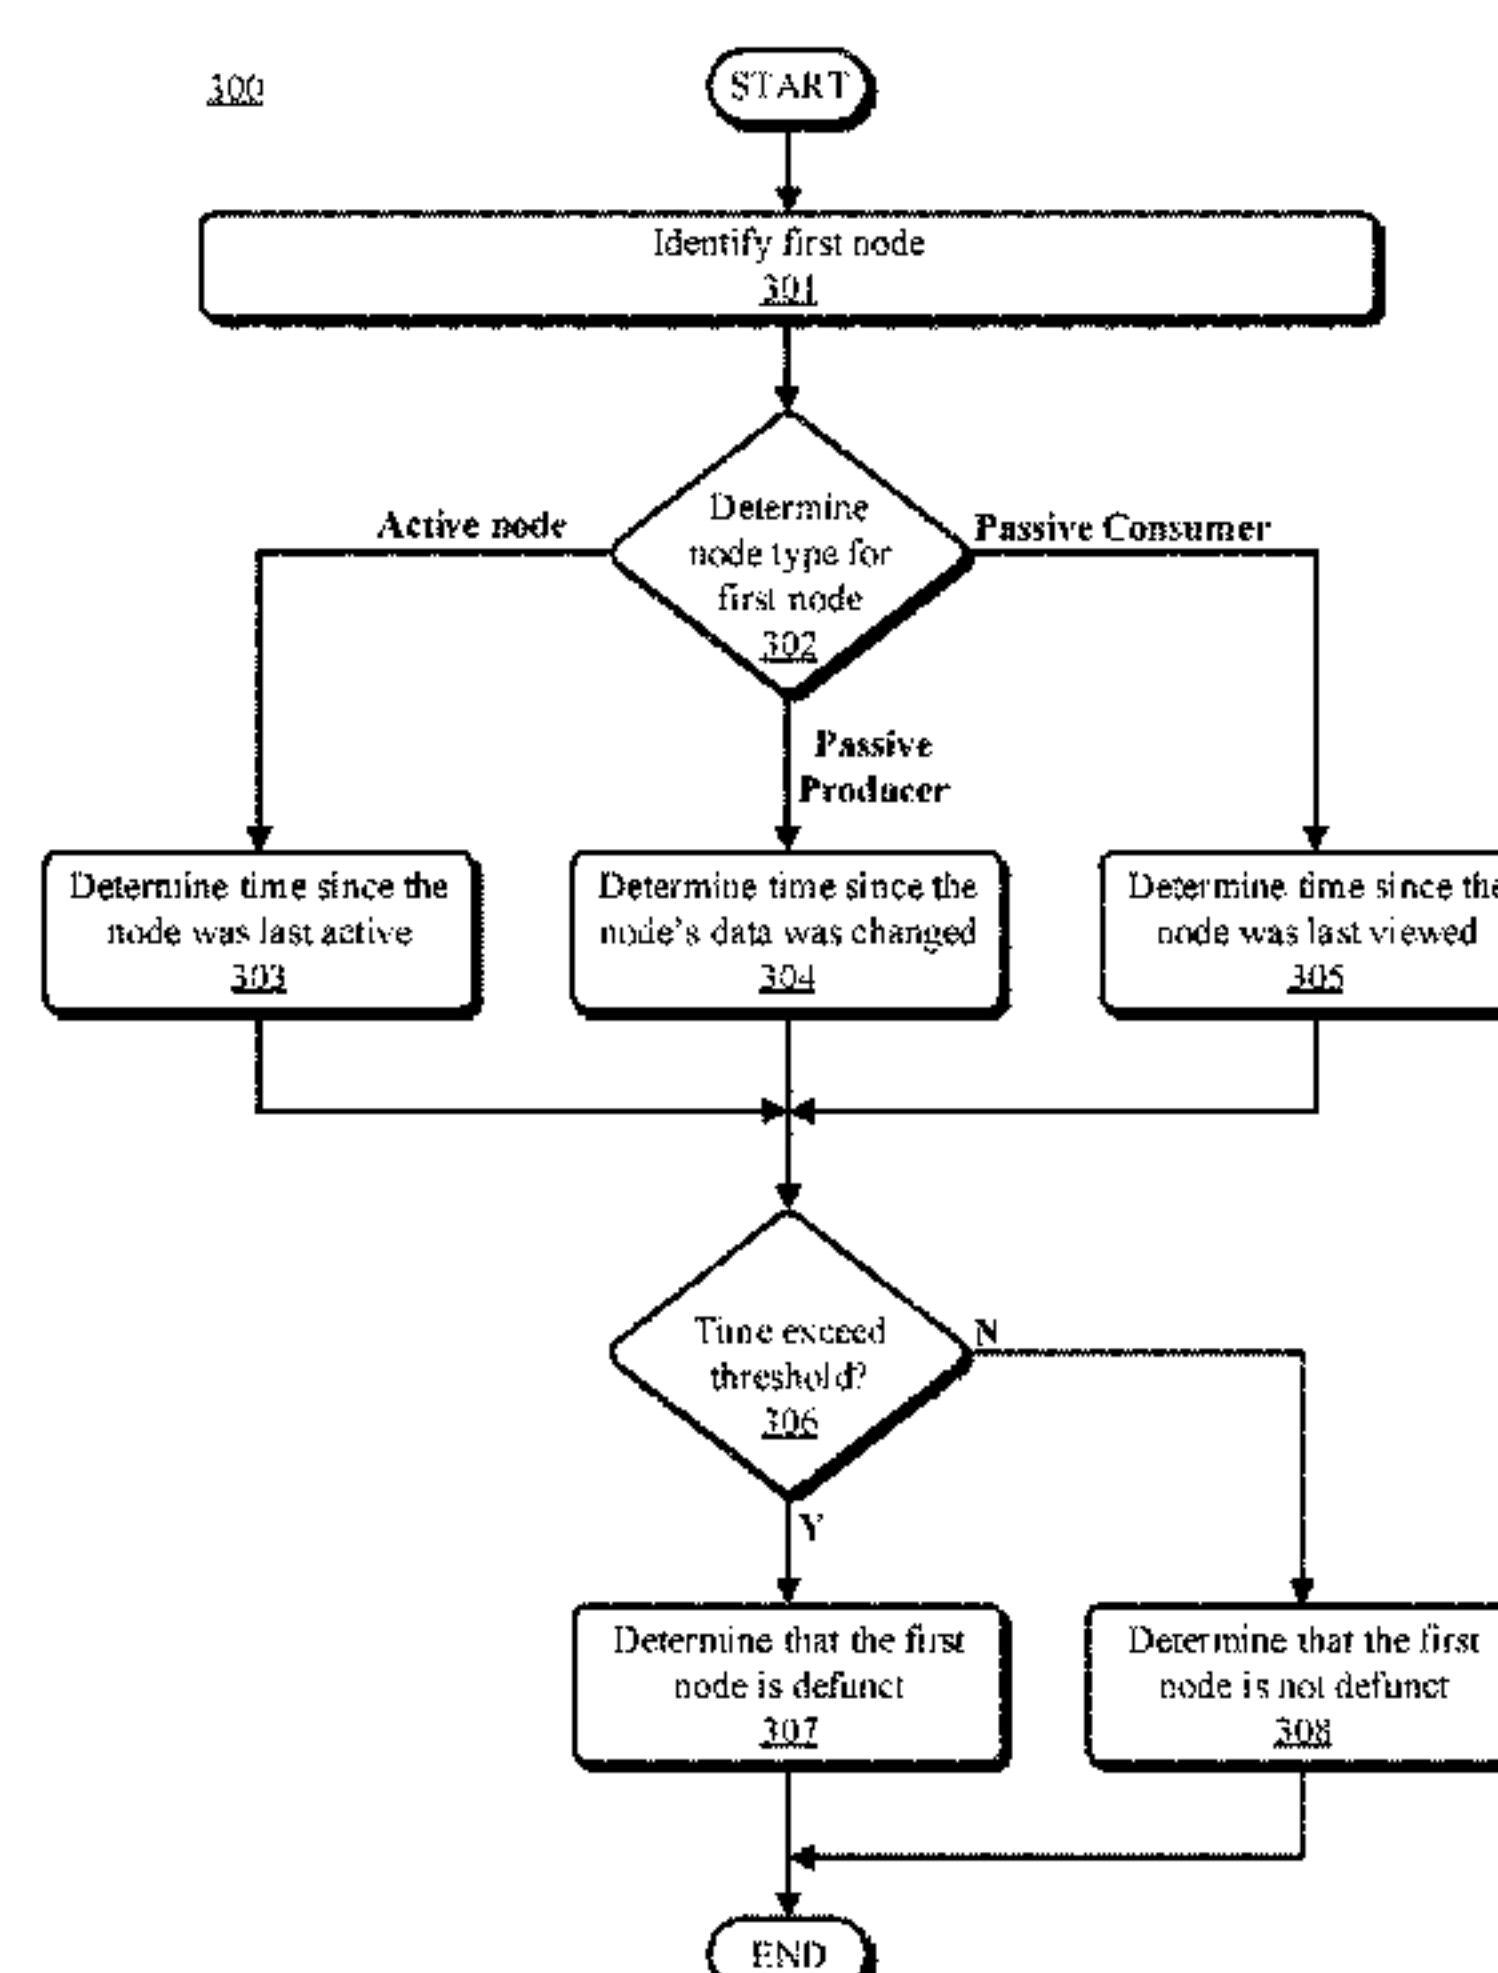 300
START
Identify first node
301
Determine
node type for
first node
302
Active node
Passive Consumer
Passive
Producer
Determine time since the
node was last active
303
Determine time since the
node's data was changed
304
Determine time since the
node was last viewed
305
Time exceed
threshold?
306
N
Y
Determine that the first
node is defunct
307
Determine that the first
node is not defunct
308
END